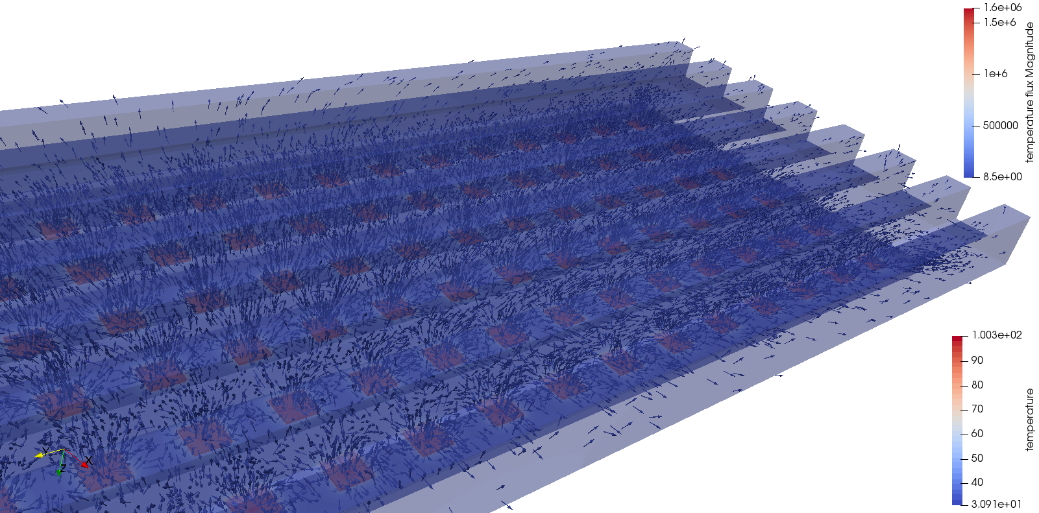 1.6e+06
1.5e+6
1e+6
500000
8.5e+00
temperature flux Magnitude
1.003e+02
90
80
70
60
50
40
3.091e+01
temperature
Y
X
Z